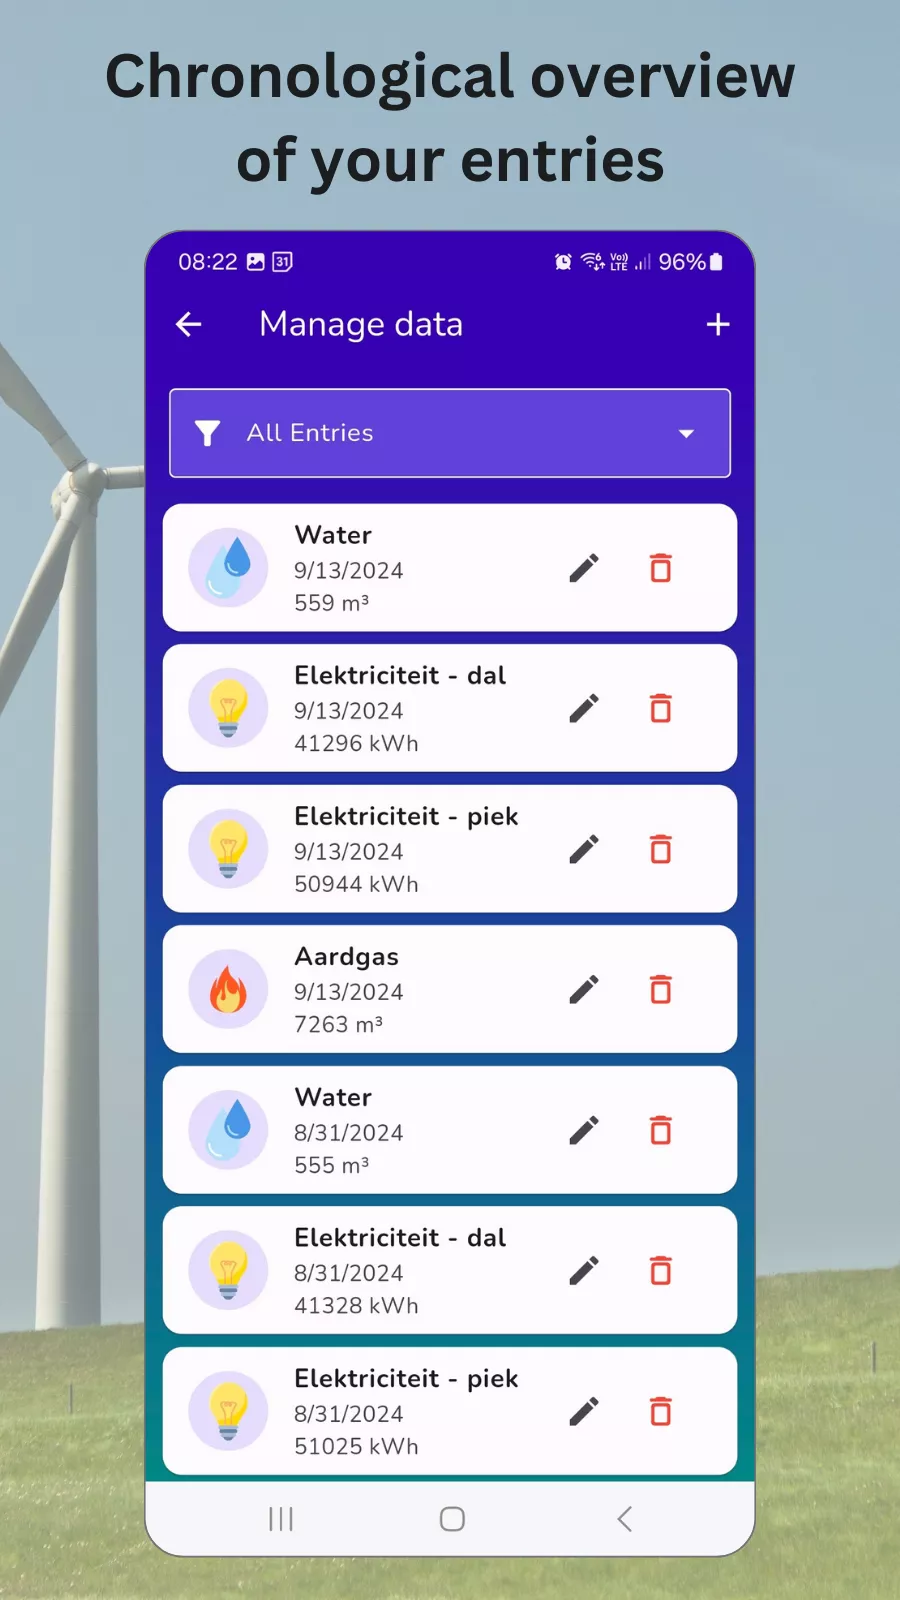 Chronological overview
of your entries
08:22 31 6 Vo)) LTE 96%
Manage data
All Entries
Water
9/13/2024
559 m³
Elektriciteit - dal
9/13/2024
41296 kWh
Elektriciteit - piek
9/13/2024
50944 kWh
Aardgas
9/13/2024
7263 m³
Water
8/31/2024
555 m³
Elektriciteit - dal
8/31/2024
41328 kWh
Elektriciteit - piek
8/31/2024
51025 kWh